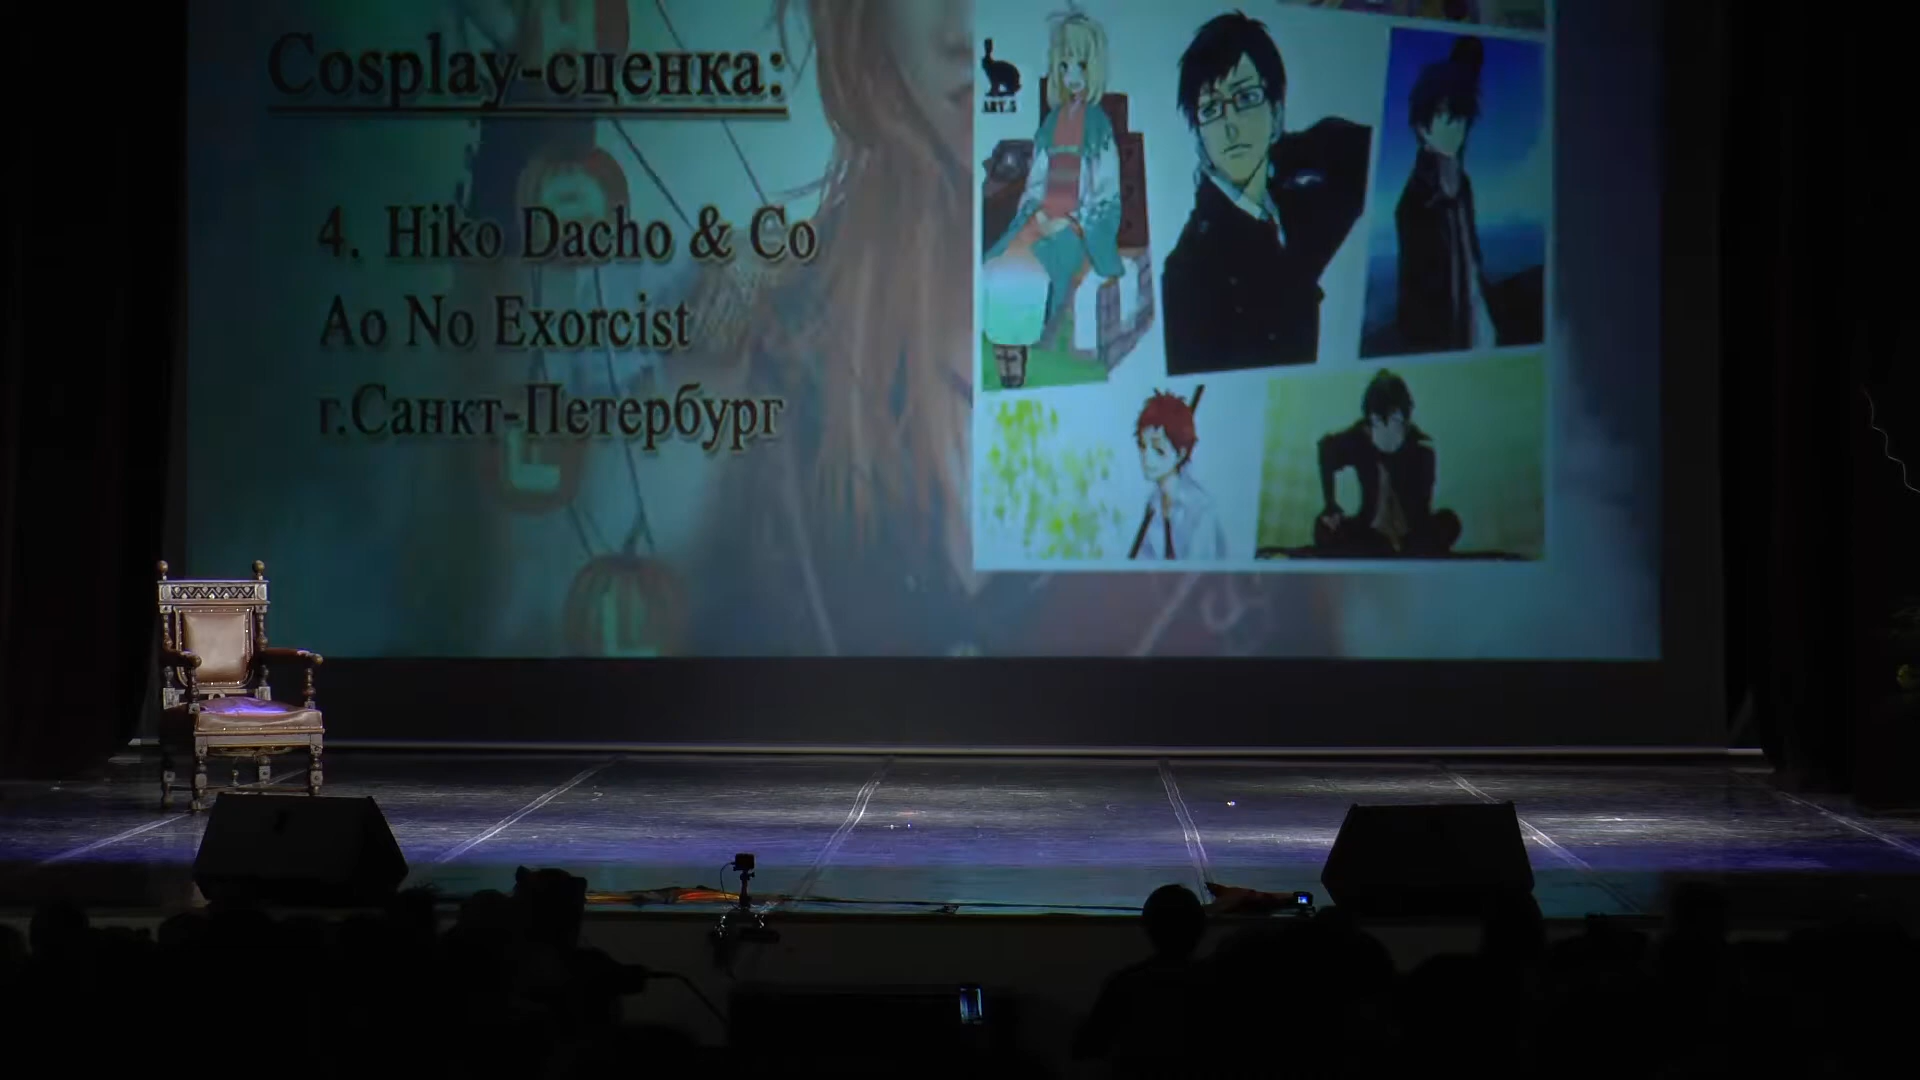 Cosplay-сценка:
4. Hiko Dacho & Co
Ao No Exorcist
г.Санкт-Петербург